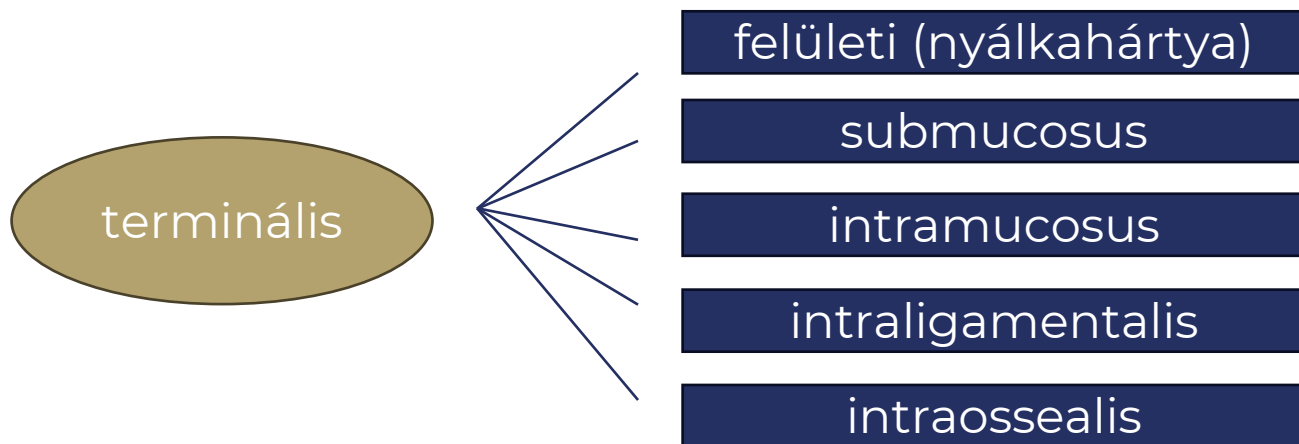 felületi (nyálkahártya)
submucosus
terminális
intramucosus
intraligamentalis
intraossealis